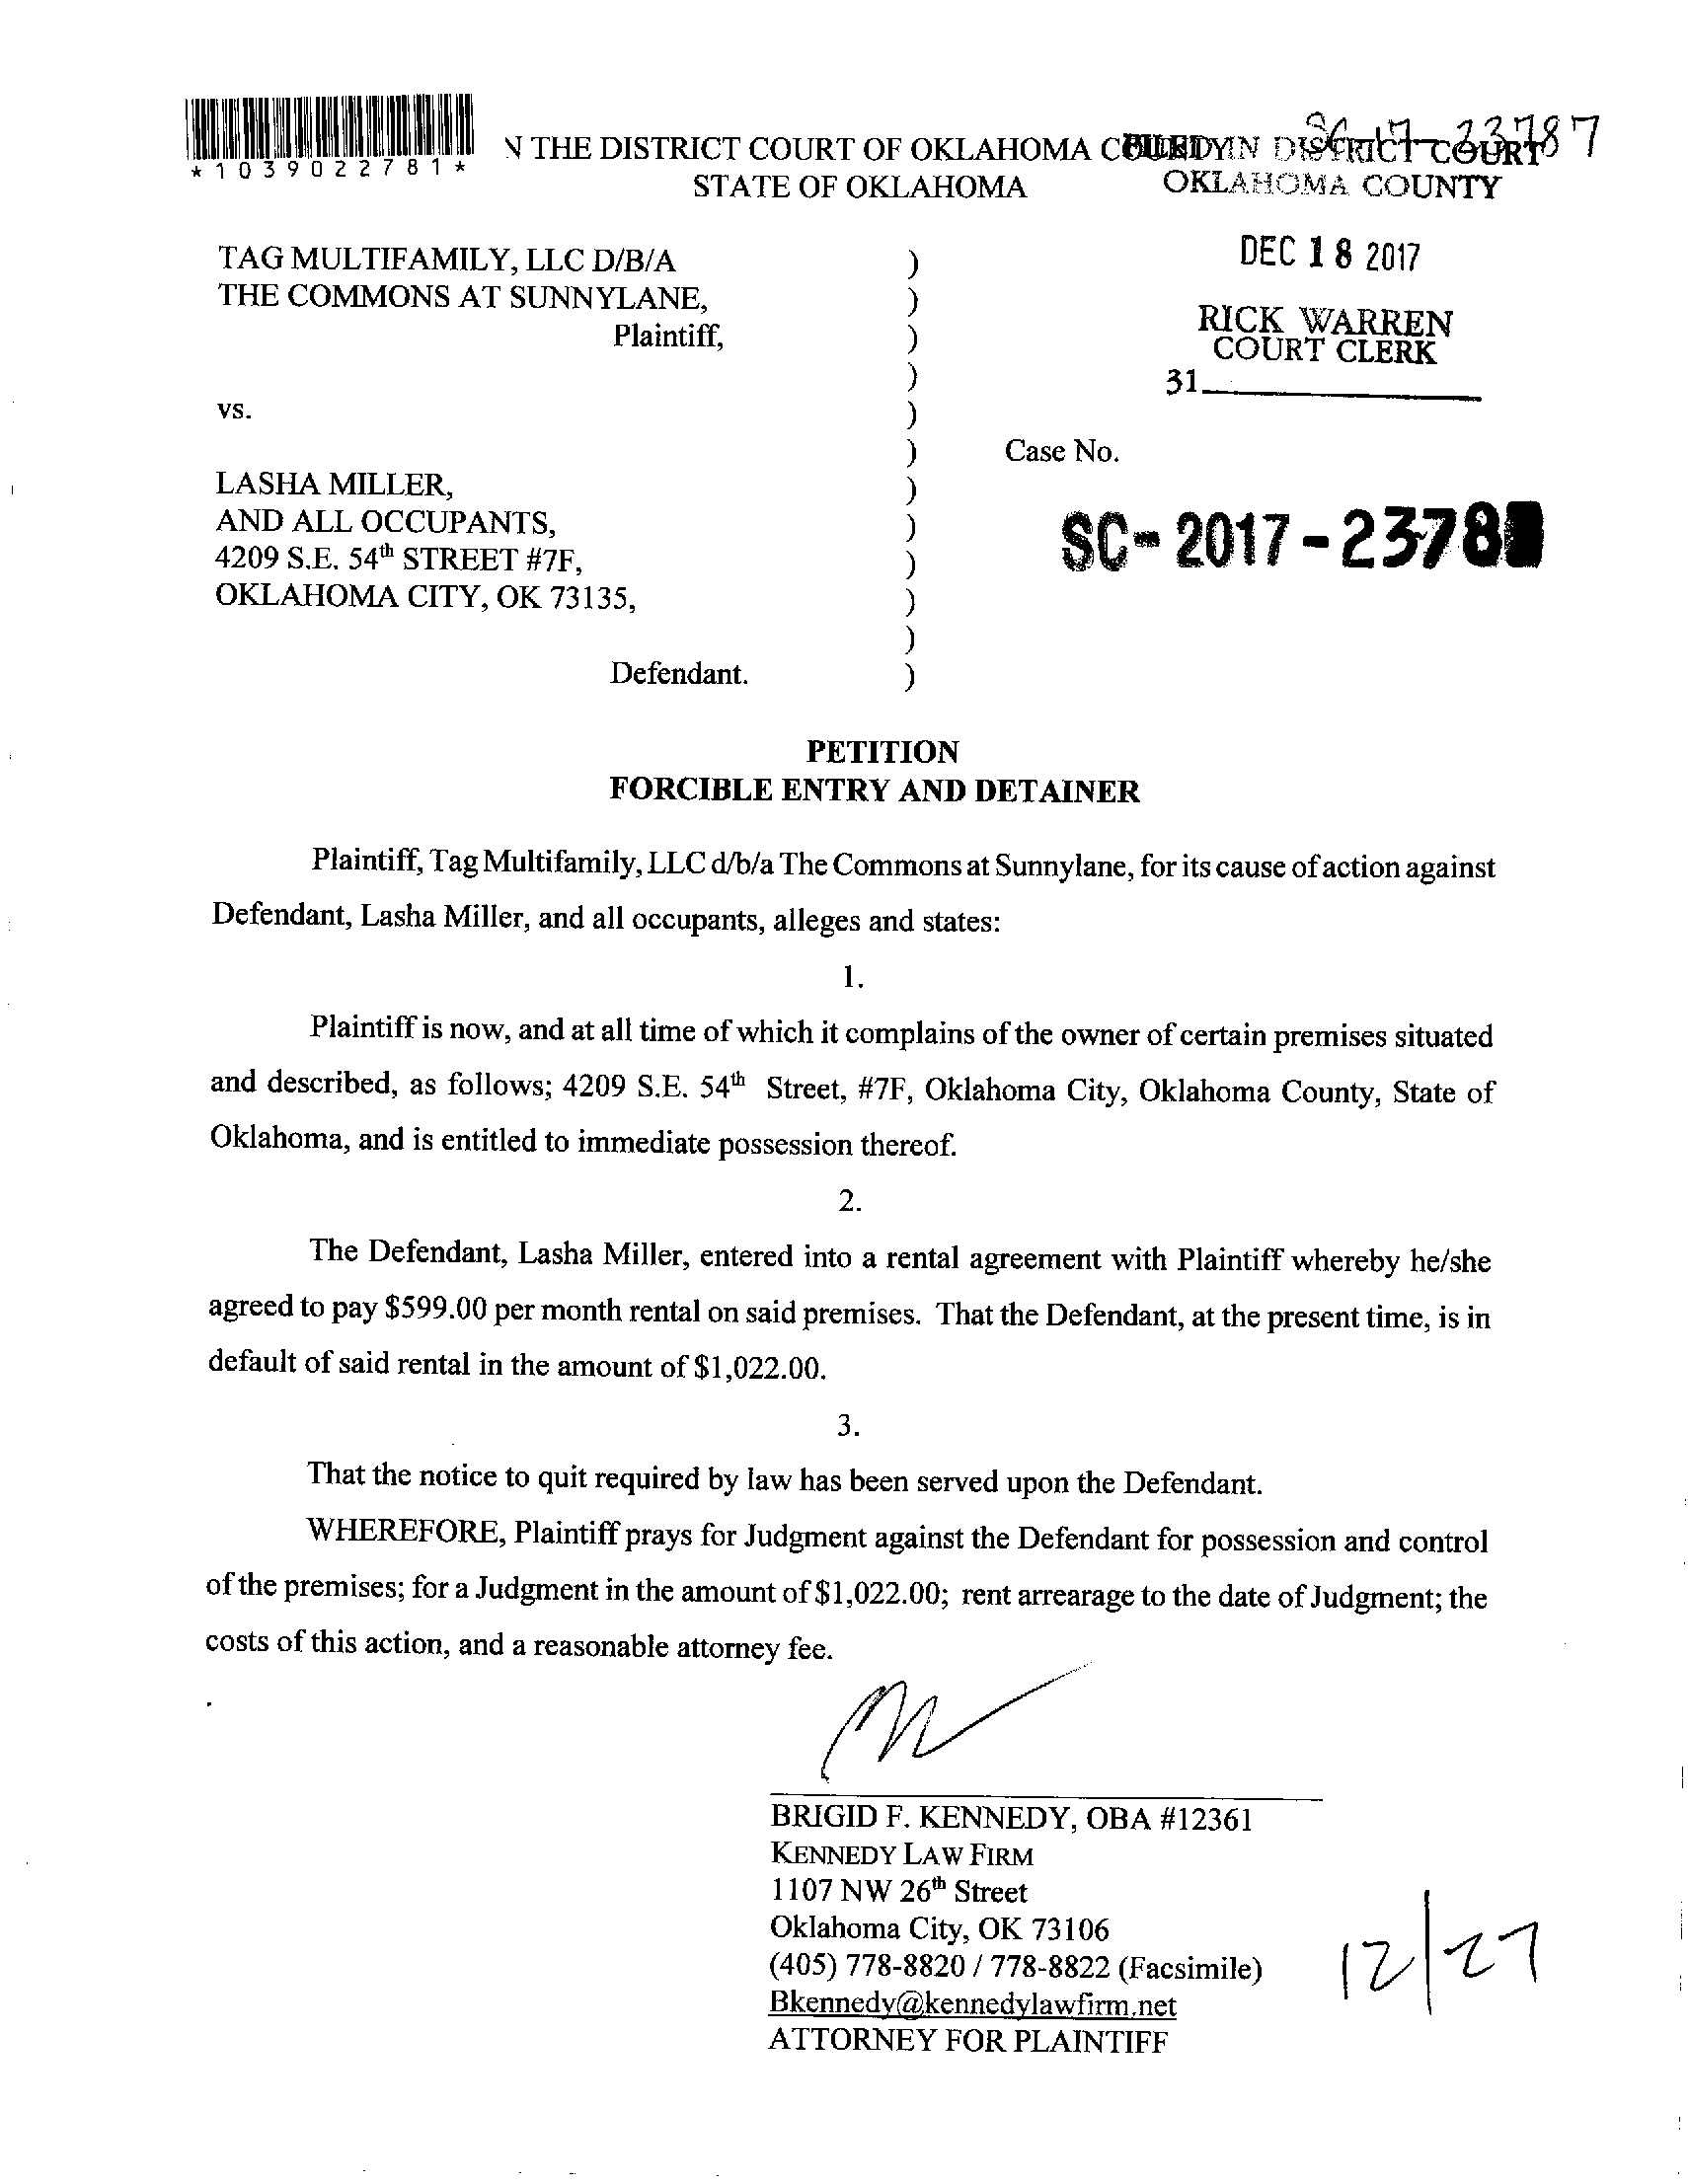 *1039022781*
N THE DISTRICT COURT OF OKLAHOMA
STATE OF OKLAHOMA
SC-17-23787
FILED IN DISTRICT COURT
OKLAHOMA COUNTY
DEC 18 2017
RICK WARREN
COURT CLERK
31
TAG MULTIFAMILY, LLC D/B/A )
THE COMMONS AT SUNNYLANE, )
Plaintiff, )
)
vs. )
) Case No.
LASHA MILLER, )
AND ALL OCCUPANTS, ) SC-2017-2378
4209 S.E. 54th STREET #7F, )
OKLAHOMA CITY, OK 73135, )
)
Defendant. )
PETITION
FORCIBLE ENTRY AND DETAINER
Plaintiff, Tag Multifamily, LLC d/b/a The Commons at Sunnylane, for its cause of action against
Defendant, Lasha Miller, and all occupants, alleges and states:
1.
Plaintiff is now, and at all time of which it complains of the owner of certain premises situated
and described, as follows; 4209 S.E. 54th Street, #7F, Oklahoma City, Oklahoma County, State of
Oklahoma, and is entitled to immediate possession thereof.
2.
The Defendant, Lasha Miller, entered into a rental agreement with Plaintiff whereby he/she
agreed to pay $599.00 per month rental on said premises. That the Defendant, at the present time, is in
default of said rental in the amount of $1,022.00.
3.
That the notice to quit required by law has been served upon the Defendant.
WHEREFORE, Plaintiff prays for Judgment against the Defendant for possession and control
of the premises; for a Judgment in the amount of $1,022.00; rent arrearage to the date of Judgment; the
costs of this action, and a reasonable attorney fee.
BRIGID F. KENNEDY, OBA #12361
KENNEDY LAW FIRM
1107 NW 26th Street
Oklahoma City, OK 73106
(405) 778-8820 / 778-8822 (Facsimile)
Bkennedy@kennedylawfirm.net
ATTORNEY FOR PLAINTIFF
12/27